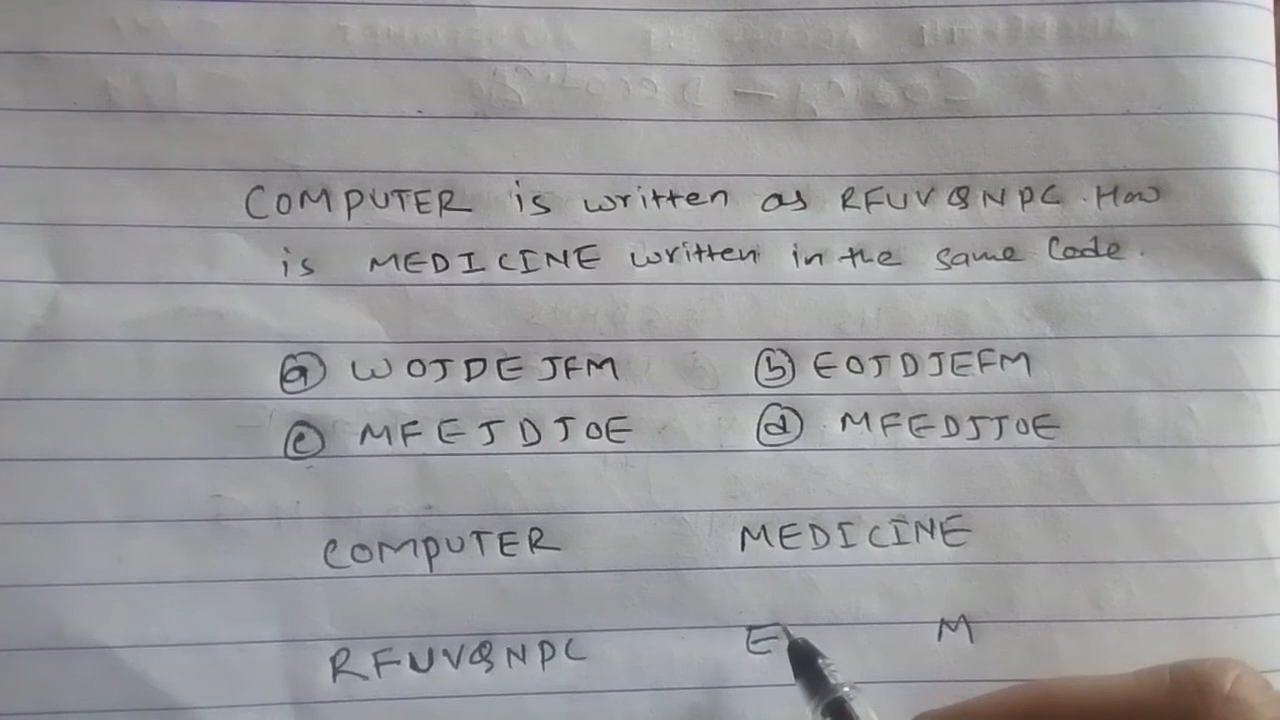 COMPUTER is written as RFUVQNPC. How
is MEDICINE written in the same Code.
(a) WOJDEJFM (b) EOJDJEFM
(c) MFEJDJOE (d) MFEDJJOE
COMPUTER MEDICINE
RFUVQNPC E M